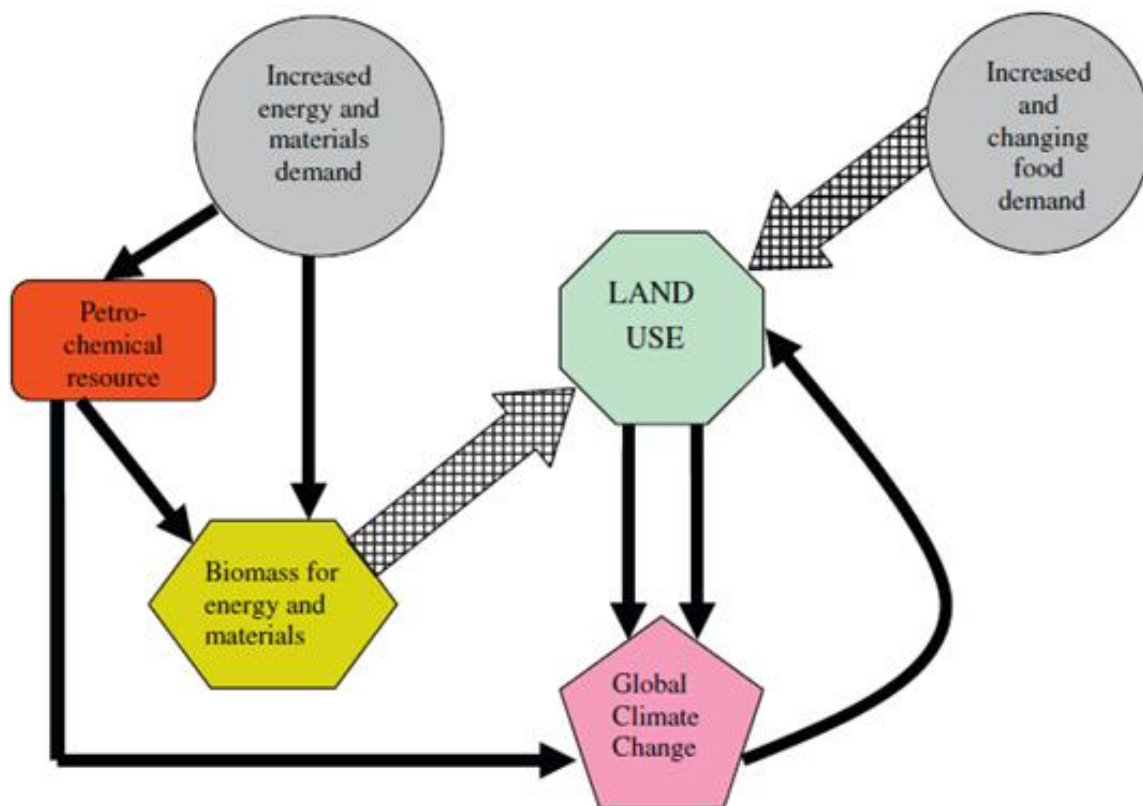 Increased
energy and
materials
demand
Increased
and
changing
food
demand
Petro-
chemical
resource
LAND
USE
Biomass for
energy and
materials
Global
Climate
Change